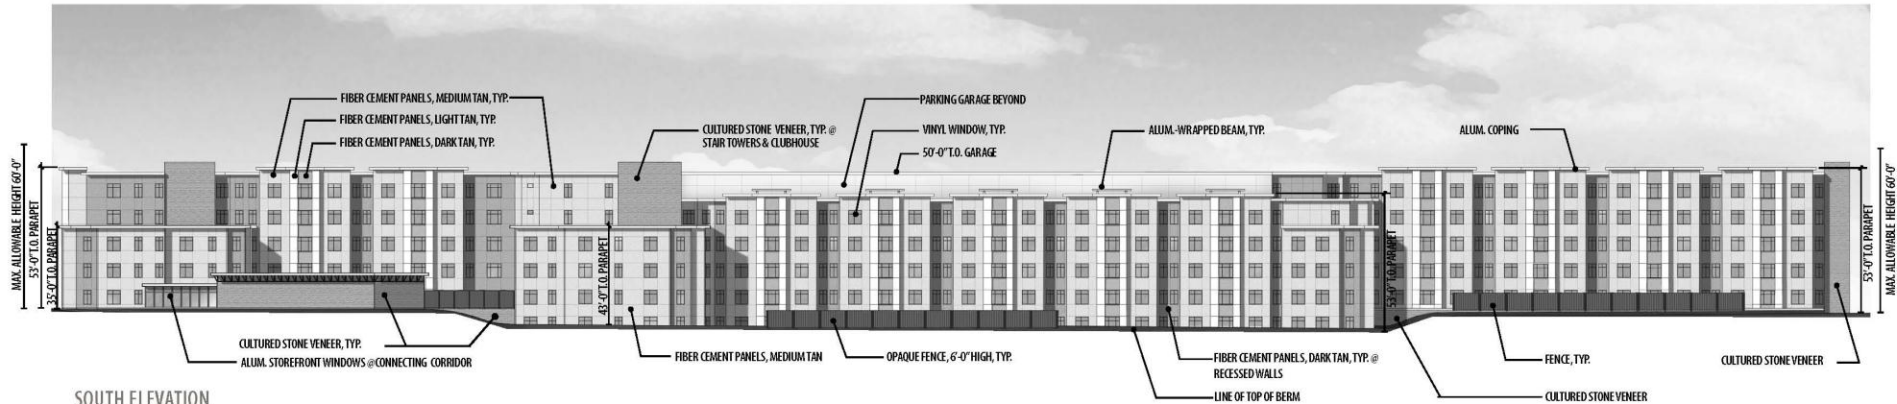 FIBER CEMENT PANELS, MEDIUM TAN, TYP.
FIBER CEMENT PANELS, LIGHT TAN, TYP.
FIBER CEMENT PANELS, DARK TAN, TYP.
CULTURED STONE VENEER, TYP. @
STAIR TOWERS & CLUBHOUSE
PARKING GARAGE BEYOND
VINYL WINDOW, TYP.
50'-0" T.O. GARAGE
ALUM.-WRAPPED BEAM, TYP.
ALUM. COPING
MAX. ALLOWABLE HEIGHT 60'-0"
53'-0" T.O. PARAPET
35'-0" T.O. PARAPET
43'-0" T.O. PARAPET
53'-0" T.O. PARAPET
53'-0" T.O. PARAPET
MAX. ALLOWABLE HEIGHT 60'-0"
CULTURED STONE VENEER, TYP.
ALUM. STOREFRONT WINDOWS @ CONNECTING CORRIDOR
FIBER CEMENT PANELS, MEDIUM TAN
OPAQUE FENCE, 6'-0" HIGH, TYP.
FIBER CEMENT PANELS, DARK TAN, TYP. @
RECESSED WALLS
LINE OF TOP OF BERM
FENCE, TYP.
CULTURED STONE VENEER
CULTURED STONE VENEER
SOUTH ELEVATION